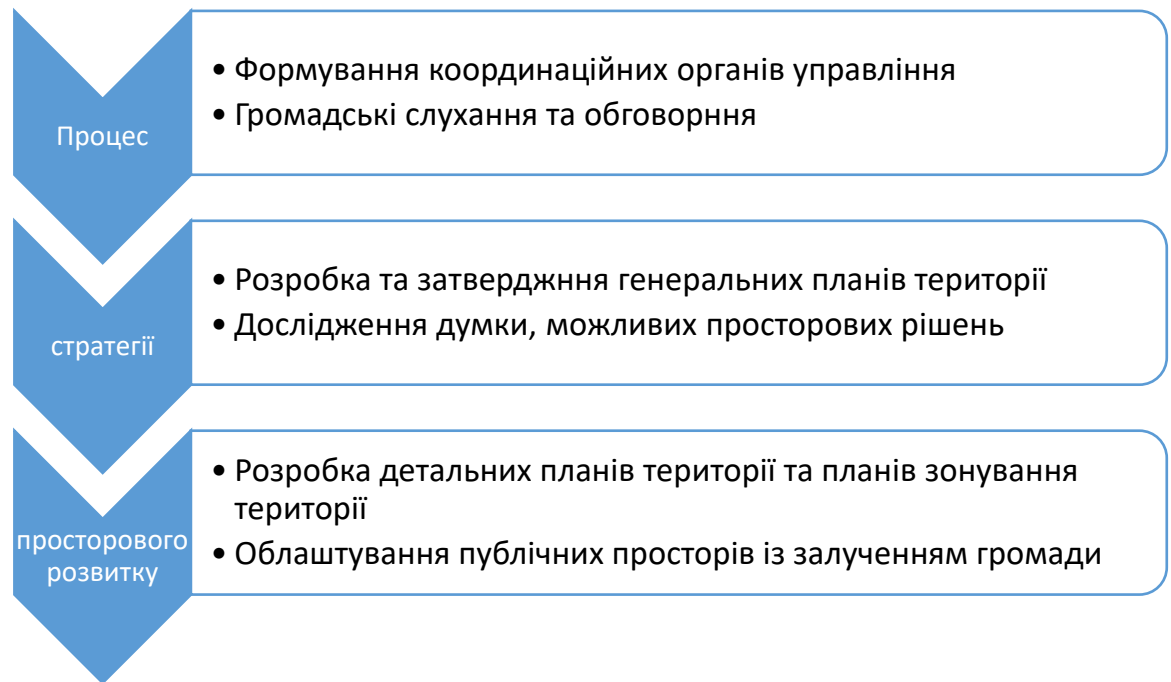 Процес
• Формування координаційних органів управління
• Громадські слухання та обговорння
стратегії
• Розробка та затверджння генеральних планів території
• Дослідження думки, можливих просторових рішень
просторового
розвитку
• Розробка детальних планів території та планів зонування
території
• Облаштування публічних просторів із залученням громади